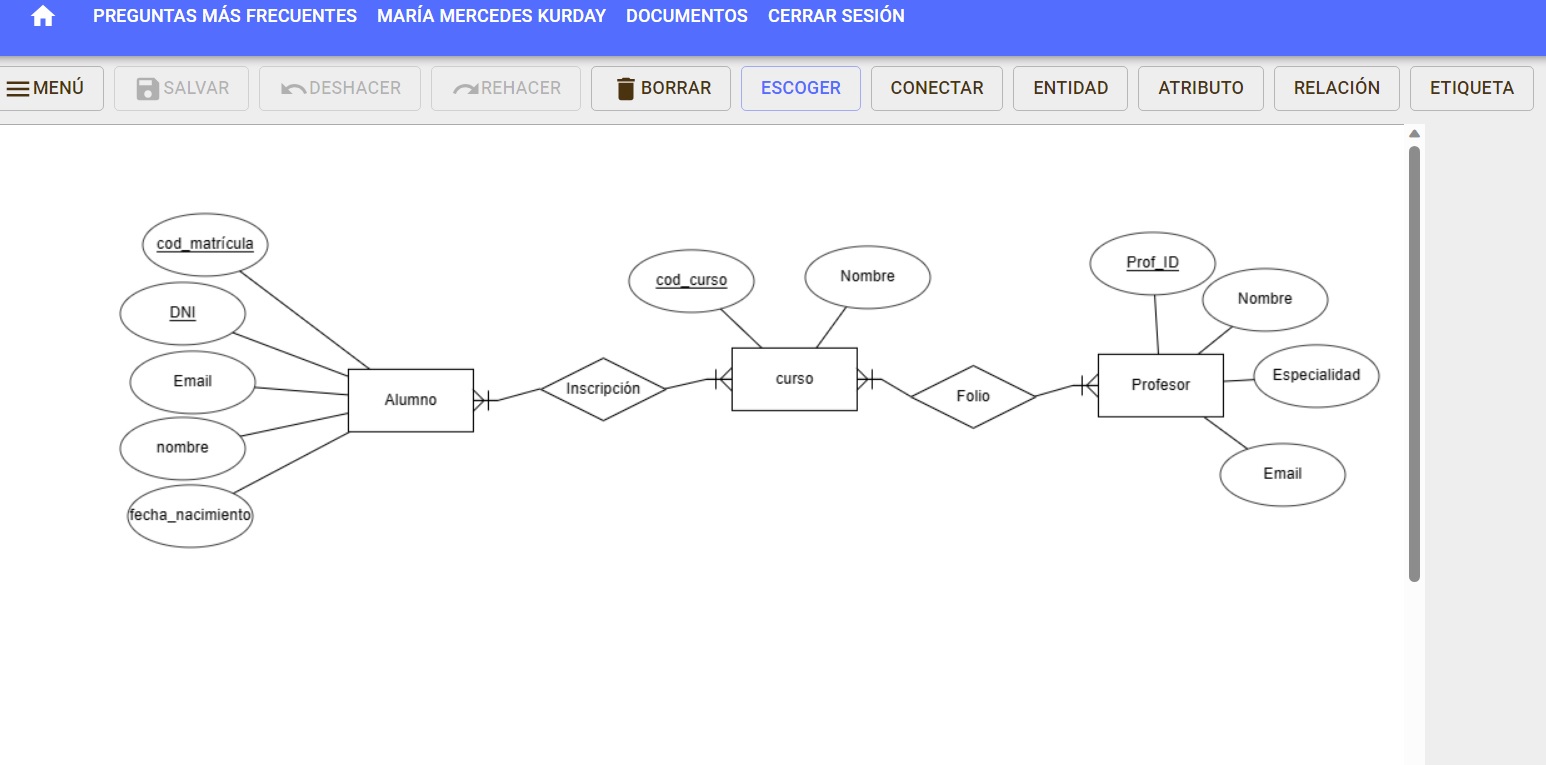 PREGUNTAS MÁS FRECUENTES MARÍA MERCEDES KURDAY DOCUMENTOS CERRAR SESIÓN
MENÚ SALVAR DESHACER REHACER BORRAR ESCOGER CONECTAR ENTIDAD ATRIBUTO RELACIÓN ETIQUETA
cod_matrícula
DNI
Email
nombre
fecha_nacimiento
Alumno
Inscripción
cod_curso
Nombre
curso
Folio
Prof_ID
Nombre
Especialidad
Profesor
Email